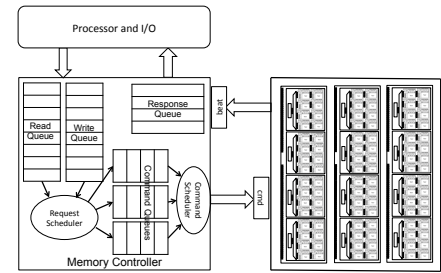 Processor and I/O
Read
Queue
Write
Queue
Response
Queue
beat
Command Queues
Command
Scheduler
cmd
Request
Scheduler
Memory Controller